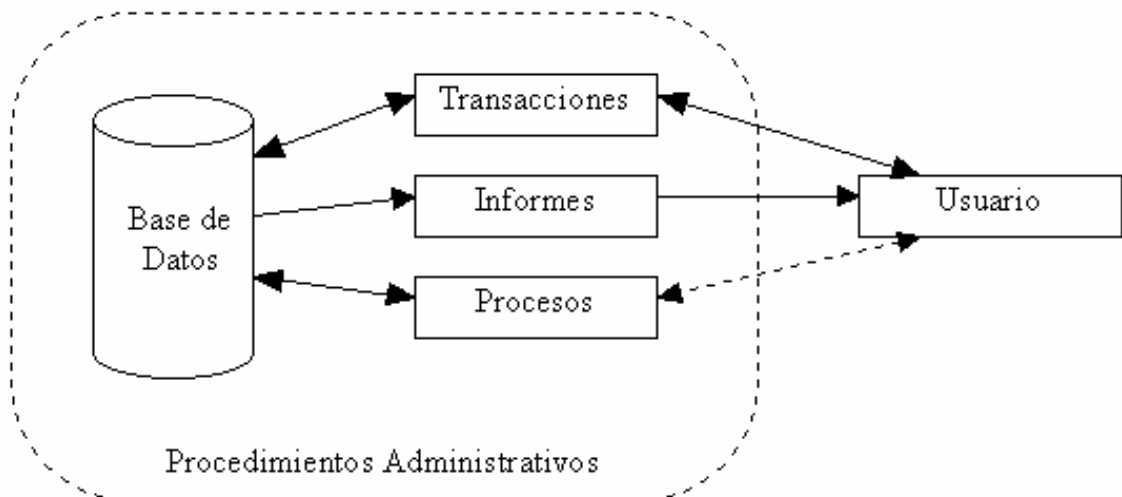 Transacciones
Informes
Usuario
Base de
Datos
Procesos
Procedimientos Administrativos